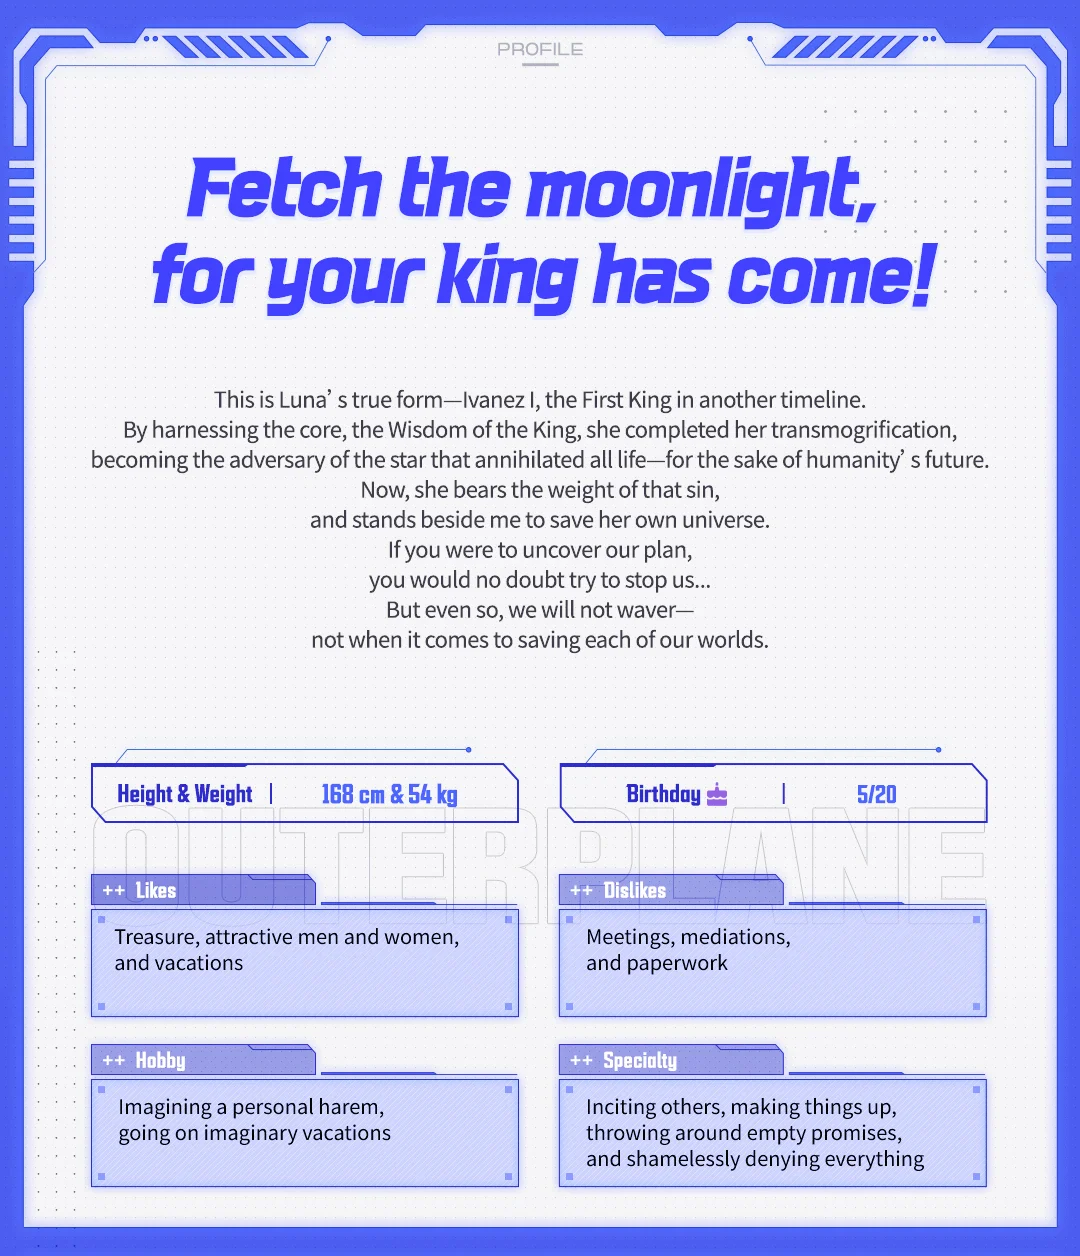 PROFILE
Fetch the moonlight,
for your king has come!
This is Luna’s true form—Ivanez I, the First King in another timeline.
By harnessing the core, the Wisdom of the King, she completed her transmogrification,
becoming the adversary of the star that annihilated all life—for the sake of humanity’s future.
Now, she bears the weight of that sin,
and stands beside me to save her own universe.
If you were to uncover our plan,
you would no doubt try to stop us...
But even so, we will not waver—
not when it comes to saving each of our worlds.
Height & Weight | 168 cm & 54 kg
Birthday | 5/20
OUTERPLANE
++ Likes
Treasure, attractive men and women,
and vacations
++ Dislikes
Meetings, mediations,
and paperwork
++ Hobby
Imagining a personal harem,
going on imaginary vacations
++ Specialty
Inciting others, making things up,
throwing around empty promises,
and shamelessly denying everything